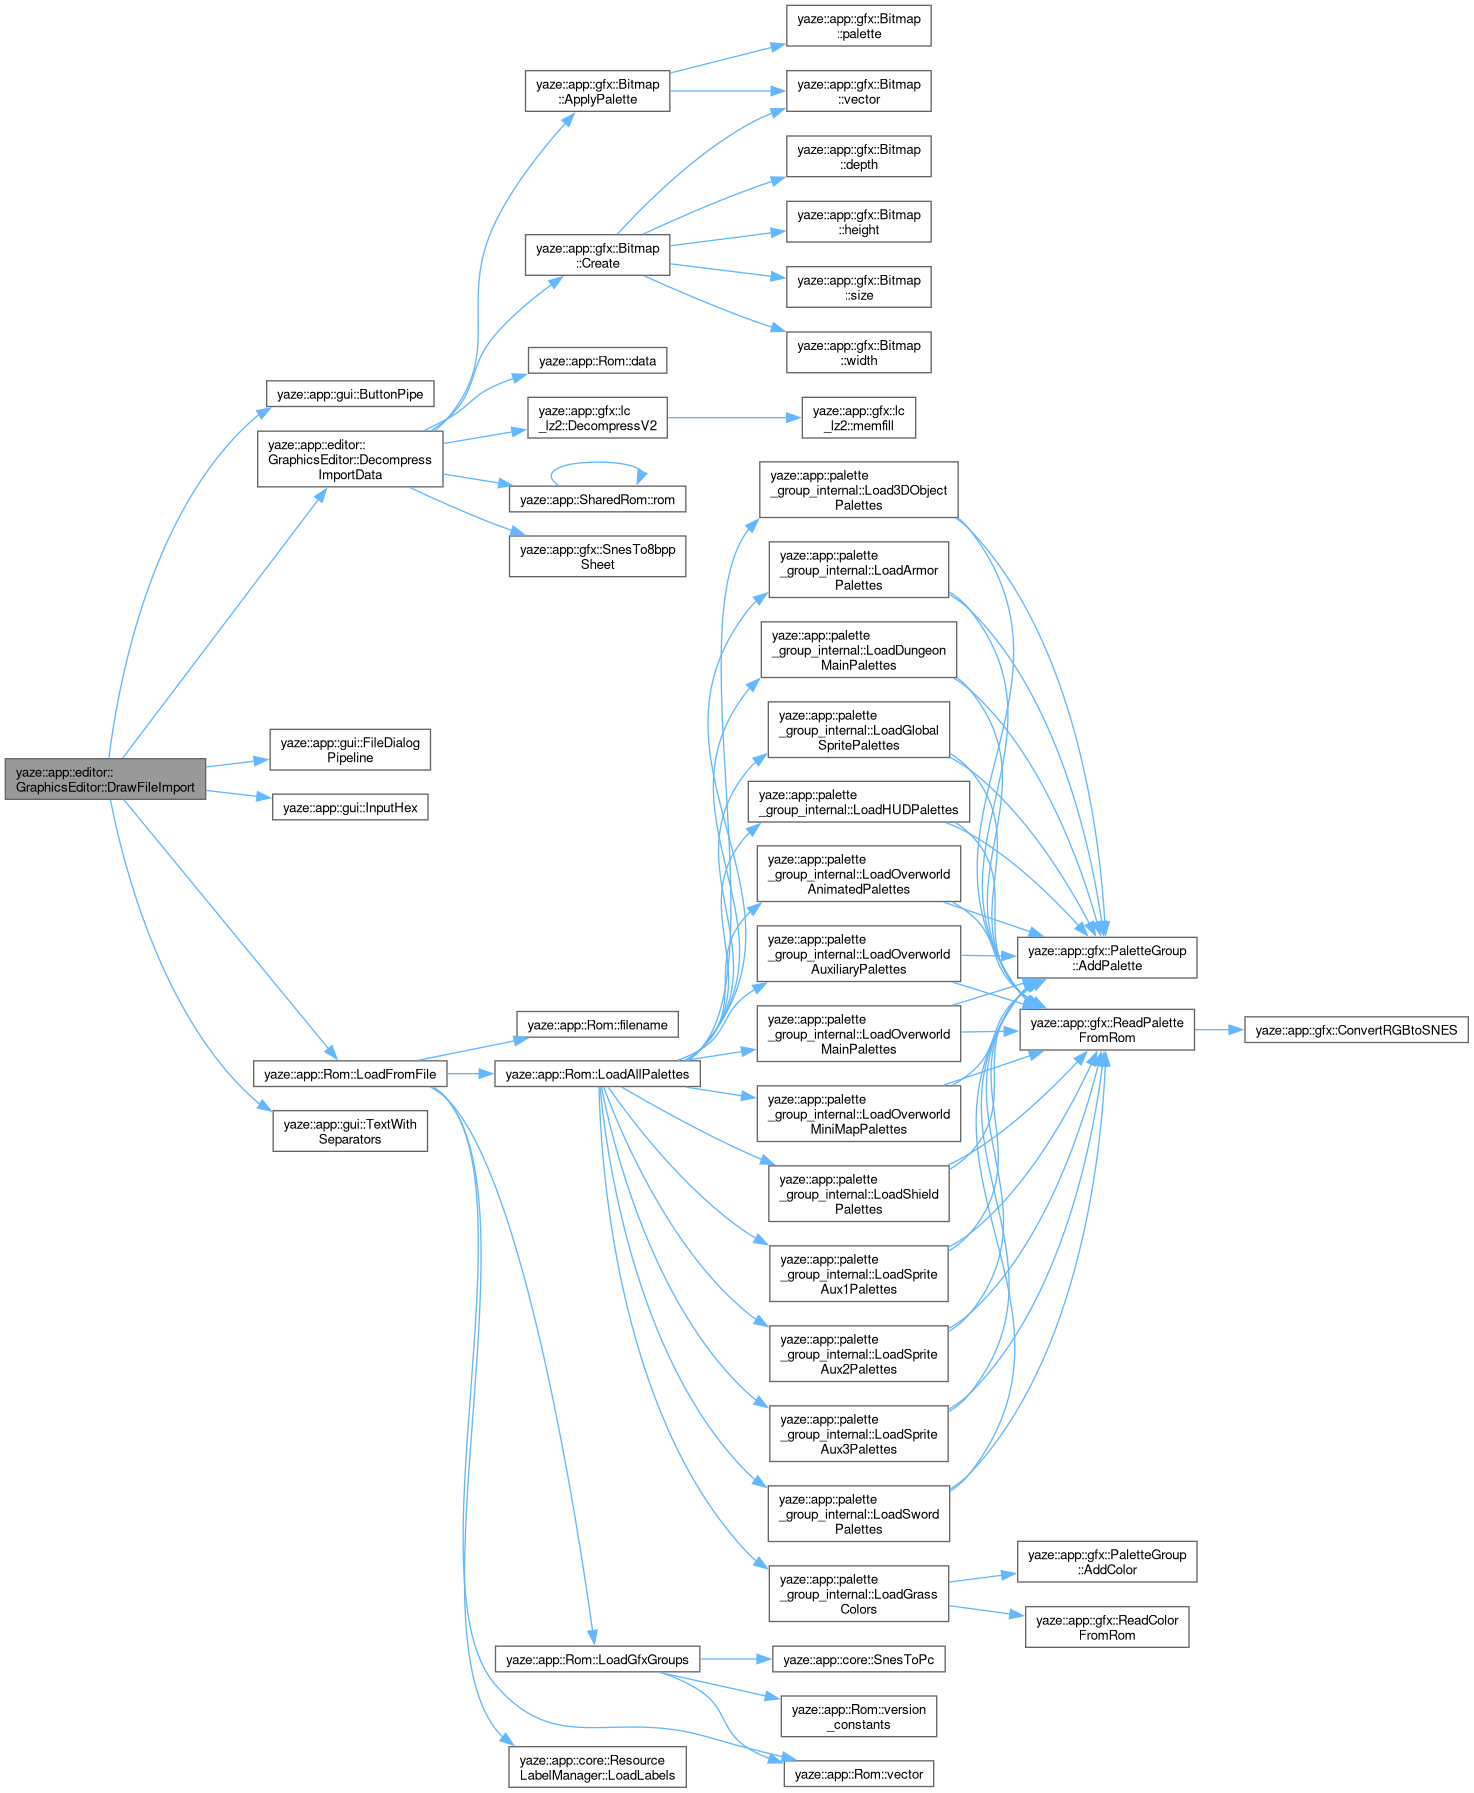 yaze::app::editor::
GraphicsEditor::DrawFileImport
yaze::app::gui::ButtonPipe
yaze::app::editor::
GraphicsEditor::Decompress
ImportData
yaze::app::gui::FileDialog
Pipeline
yaze::app::gui::InputHex
yaze::app::Rom::LoadFromFile
yaze::app::gui::TextWith
Separators
yaze::app::gfx::Bitmap
::ApplyPalette
yaze::app::gfx::Bitmap
::Create
yaze::app::Rom::data
yaze::app::gfx::lc
_lz2::DecompressV2
yaze::app::SharedRom::rom
yaze::app::gfx::SnesTo8bpp
Sheet
yaze::app::Rom::filename
yaze::app::Rom::LoadAllPalettes
yaze::app::Rom::LoadGfxGroups
yaze::app::core::Resource
LabelManager::LoadLabels
yaze::app::gfx::Bitmap
::palette
yaze::app::gfx::Bitmap
::vector
yaze::app::gfx::Bitmap
::depth
yaze::app::gfx::Bitmap
::height
yaze::app::gfx::Bitmap
::size
yaze::app::gfx::Bitmap
::width
yaze::app::gfx::lc
_lz2::memfill
yaze::app::palette
_group_internal::Load3DObject
Palettes
yaze::app::palette
_group_internal::LoadArmor
Palettes
yaze::app::palette
_group_internal::LoadDungeon
MainPalettes
yaze::app::palette
_group_internal::LoadGlobal
SpritePalettes
yaze::app::palette
_group_internal::LoadHUDPalettes
yaze::app::palette
_group_internal::LoadOverworld
AnimatedPalettes
yaze::app::palette
_group_internal::LoadOverworld
AuxiliaryPalettes
yaze::app::palette
_group_internal::LoadOverworld
MainPalettes
yaze::app::palette
_group_internal::LoadOverworld
MiniMapPalettes
yaze::app::palette
_group_internal::LoadShield
Palettes
yaze::app::palette
_group_internal::LoadSprite
Aux1Palettes
yaze::app::palette
_group_internal::LoadSprite
Aux2Palettes
yaze::app::palette
_group_internal::LoadSprite
Aux3Palettes
yaze::app::palette
_group_internal::LoadSword
Palettes
yaze::app::palette
_group_internal::LoadGrass
Colors
yaze::app::core::SnesToPc
yaze::app::Rom::version
_constants
yaze::app::Rom::vector
yaze::app::gfx::PaletteGroup
::AddPalette
yaze::app::gfx::ReadPalette
FromRom
yaze::app::gfx::PaletteGroup
::AddColor
yaze::app::gfx::ReadColor
FromRom
yaze::app::gfx::ConvertRGBtoSNES